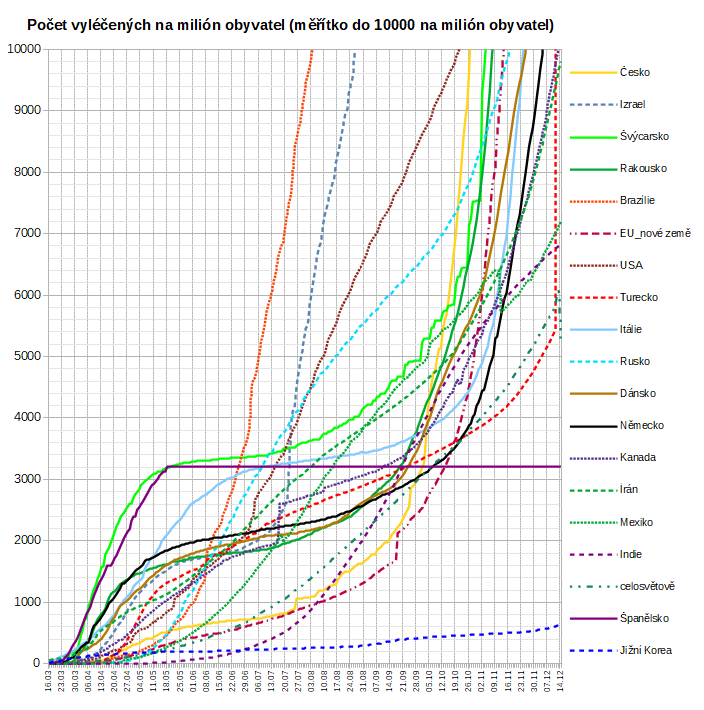 Počet vyléčených na milión obyvatel (měřítko do 10000 na milión obyvatel)
10000
9000
8000
7000
6000
5000
4000
3000
2000
1000
0
16.03
23.03
30.03
06.04
13.04
20.04
27.04
04.05
11.05
18.05
25.05
01.06
08.06
15.06
22.06
29.06
06.07
13.07
20.07
27.07
03.08
10.08
17.08
24.08
31.08
07.09
14.09
21.09
28.09
05.10
12.10
19.10
26.10
02.11
09.11
16.11
23.11
30.11
07.12
14.12
Česko
Izrael
Švýcarsko
Rakousko
Brazílie
EU_nové země
USA
Turecko
Itálie
Rusko
Dánsko
Německo
Kanada
Írán
Mexiko
Indie
celosvětově
Španělsko
Jižní Korea